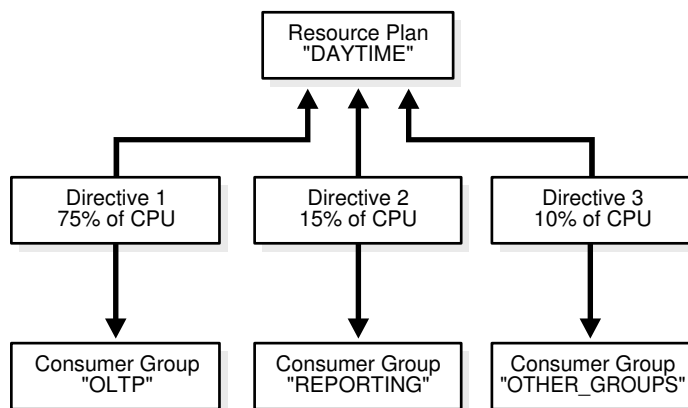 Resource Plan
"DAYTIME"
Directive 1
75% of CPU
Directive 2
15% of CPU
Directive 3
10% of CPU
Consumer Group
"OLTP"
Consumer Group
"REPORTING"
Consumer Group
"OTHER_GROUPS"